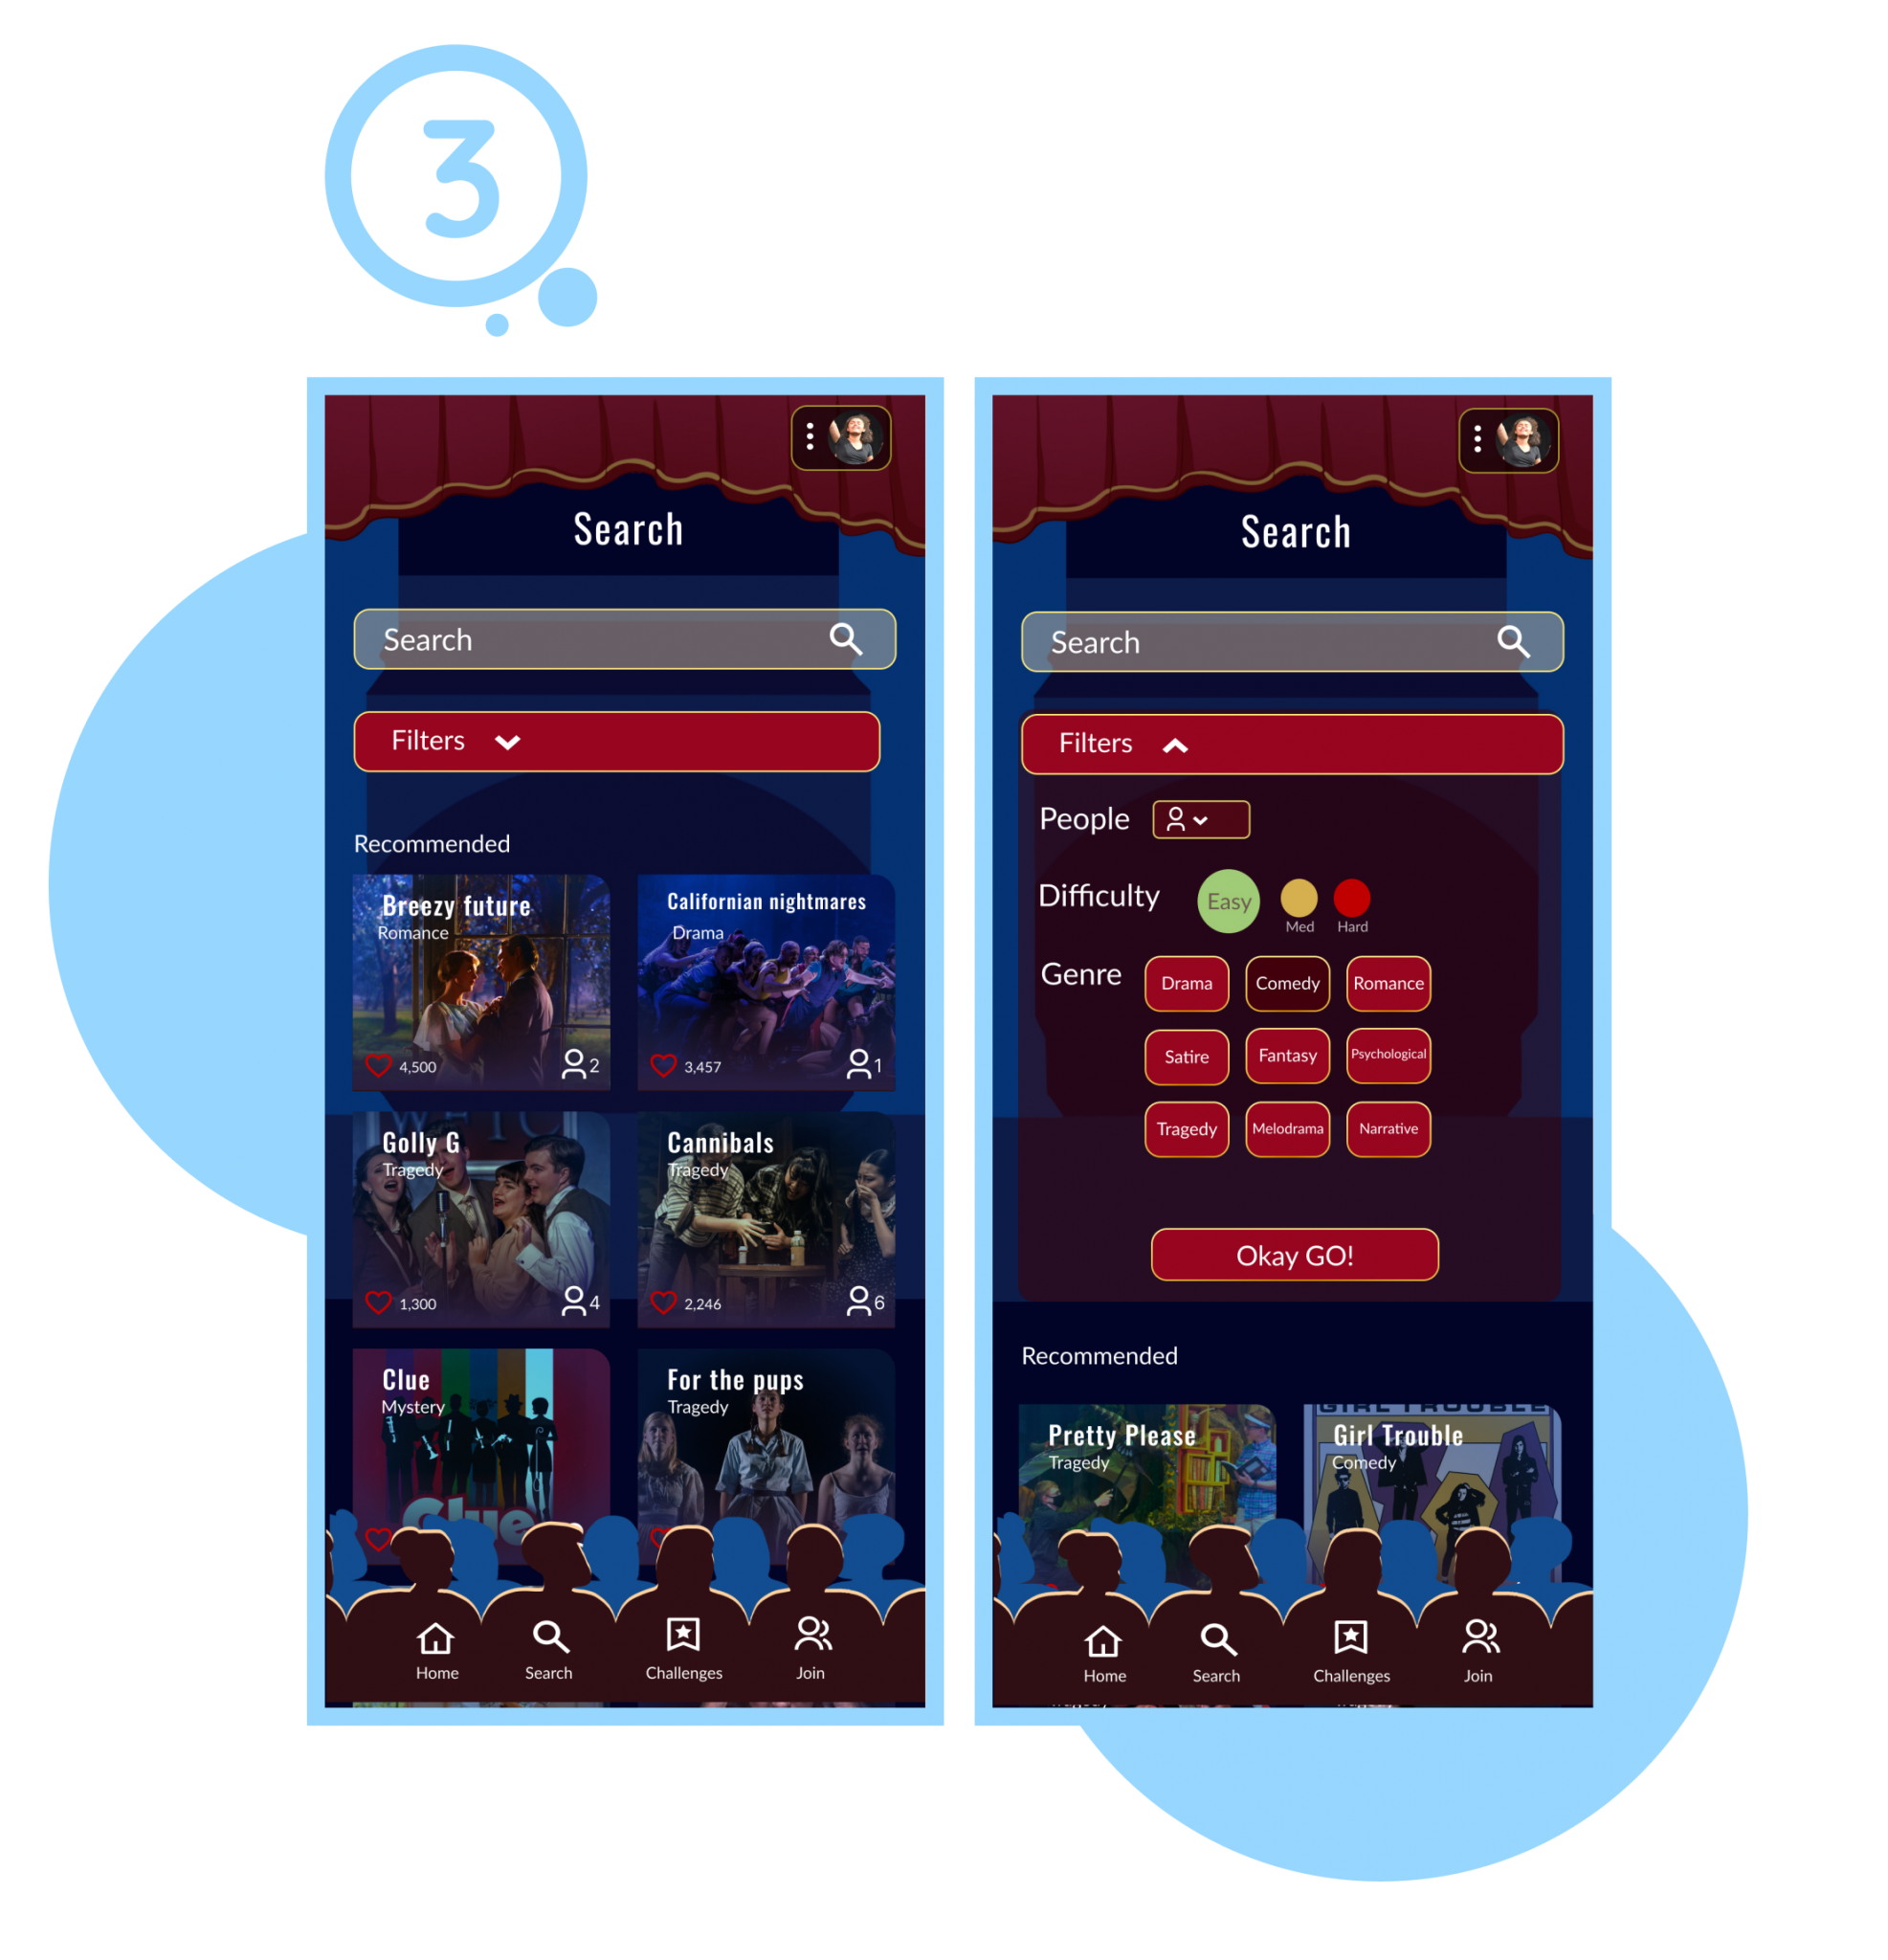 3
Search
Search
Filters
Recommended
Breezy future
Romance
4,500
2
Californian nightmares
Drama
3,457
1
Golly G
Tragedy
1,300
4
Cannibals
Tragedy
2,246
6
Clue
Mystery
Clue
For the pups
Tragedy
Home
Search
Challenges
Join
Search
Search
Filters
People
Difficulty
Easy
Med
Hard
Genre
Drama
Comedy
Romance
Satire
Fantasy
Psychological
Tragedy
Melodrama
Narrative
Okay GO!
Recommended
Pretty Please
Tragedy
GIRL TROUBLE
Girl Trouble
Comedy
Home
Search
Challenges
Join